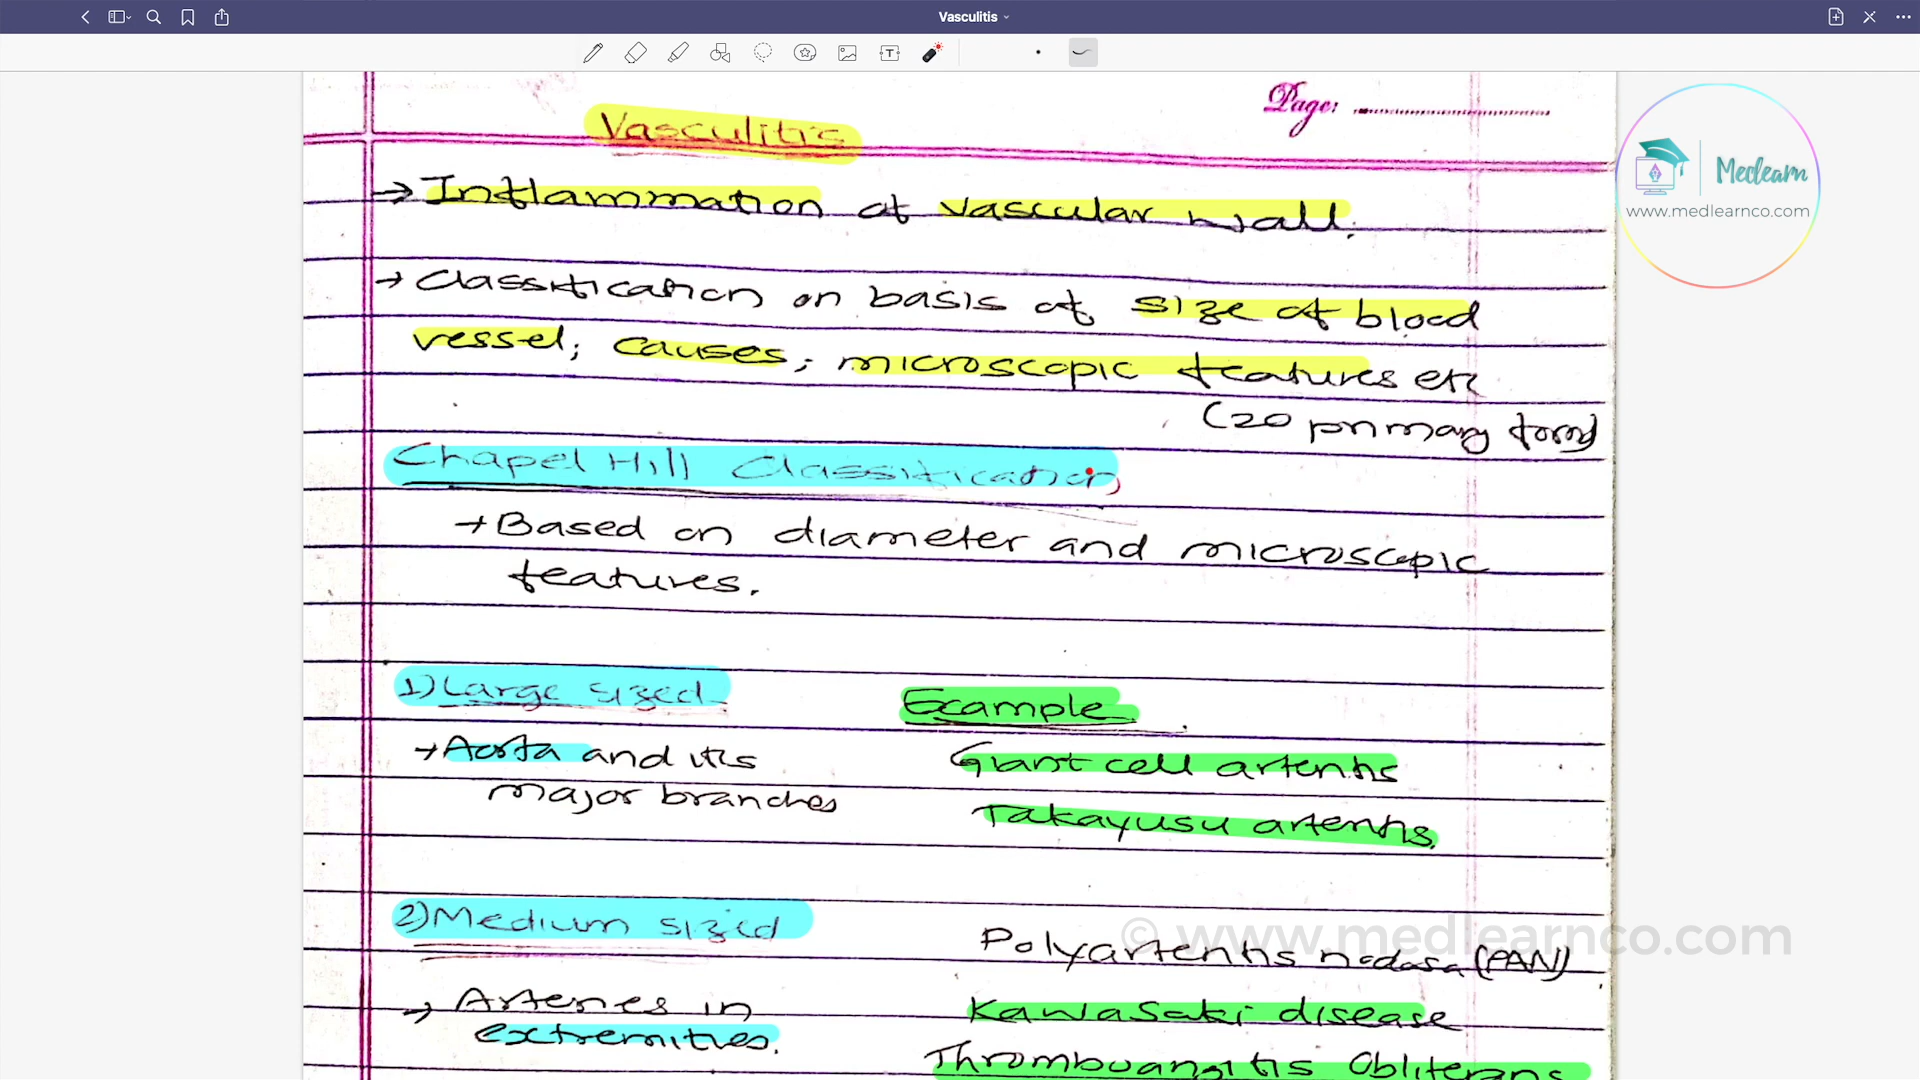 Vasculitis
Page:
Vasculitis
Medlearn
www.medlearnco.com
→ Inflammation of vascular wall.
→ Classification on basis of size of blood
vessel; causes; microscopic features etc
(20 primary forms)
Chapel Hill Classification
→ Based on diameter and microscopic
features.
1) Large sized
Example
→ Aorta and its
major branches
Giant cell arteritis
Takayusu arteritis.
2) Medium sized
© www.medlearnco.com
Polyarteritis nodosa (PAN)
→ Arteries in
extremities.
Kawasaki disease
Thromboangitis Obliterans